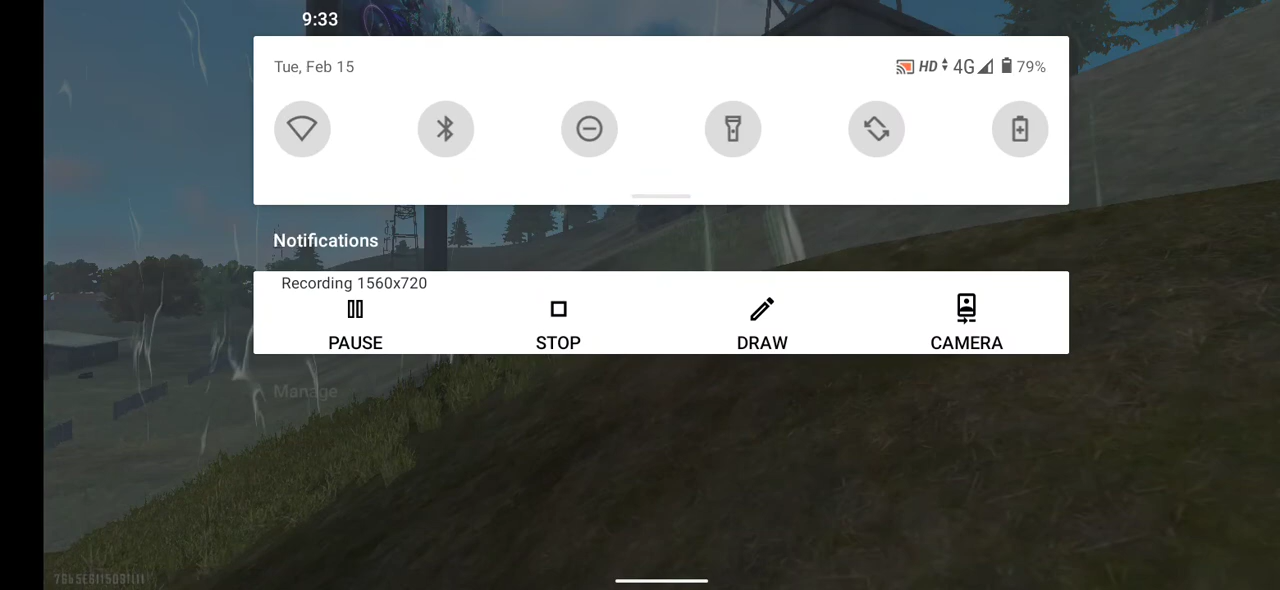 9:33
Tue, Feb 15
HD 4G 79%
Notifications
Recording 1560x720
PAUSE STOP DRAW CAMERA
Manage